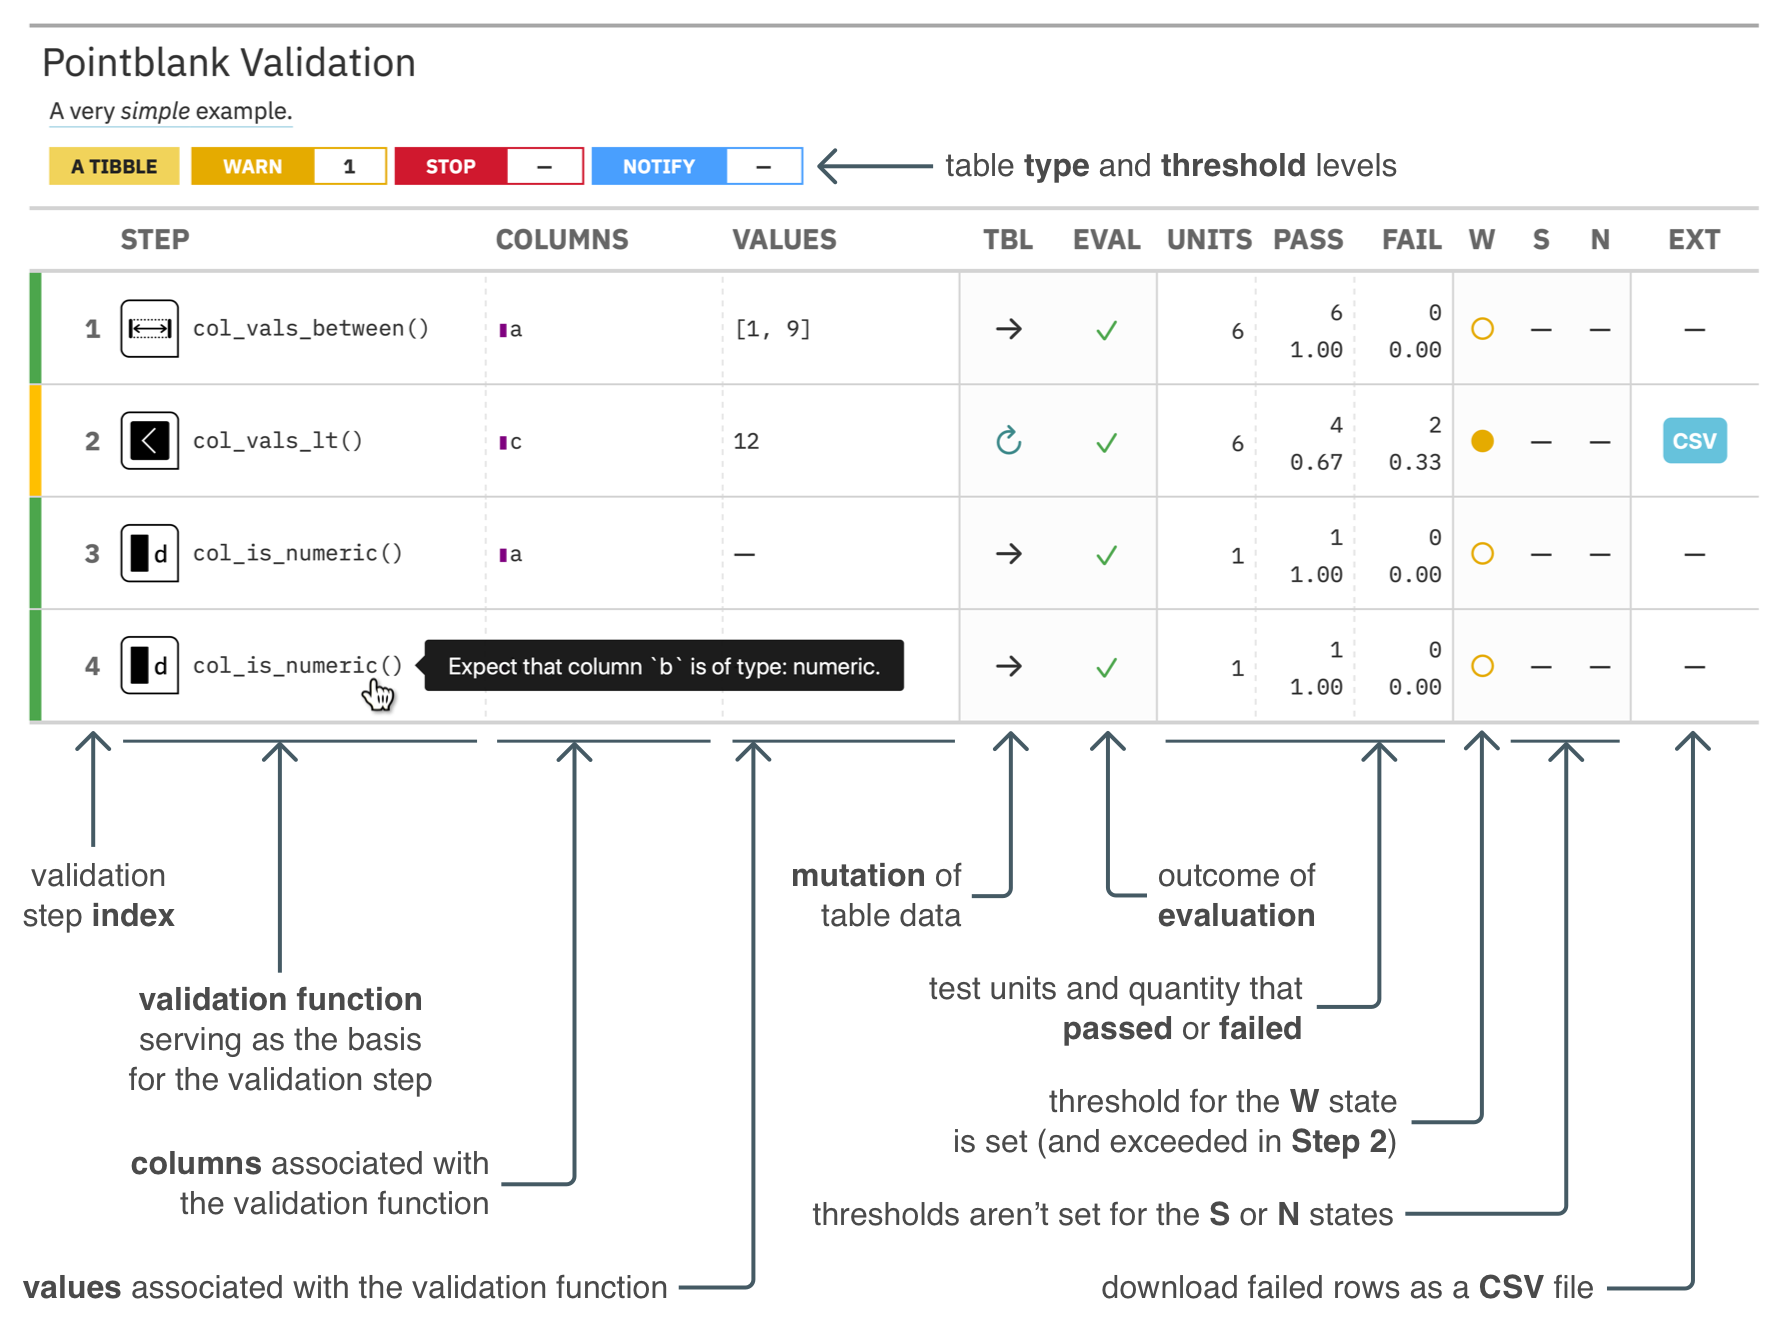 Pointblank Validation
A very simple example.
A TIBBLE WARN 1 STOP — NOTIFY — table type and threshold levels
STEP COLUMNS VALUES TBL EVAL UNITS PASS FAIL W S N EXT
1 col_vals_between() a [1, 9] → ✓ 6 6 0 — — —
1.00 0.00
2 < col_vals_lt() c 12 ✓ 6 4 2 — — CSV
0.67 0.33
3 d col_is_numeric() a — → ✓ 1 1 0 — — —
1.00 0.00
4 d col_is_numeric() Expect that column `b` is of type: numeric. → ✓ 1 1 0 — — —
1.00 0.00
validation
step index
validation function
serving as the basis
for the validation step
columns associated with
the validation function
values associated with the validation function
mutation of
table data
outcome of
evaluation
test units and quantity that
passed or failed
threshold for the W state
is set (and exceeded in Step 2)
thresholds aren't set for the S or N states
download failed rows as a CSV file